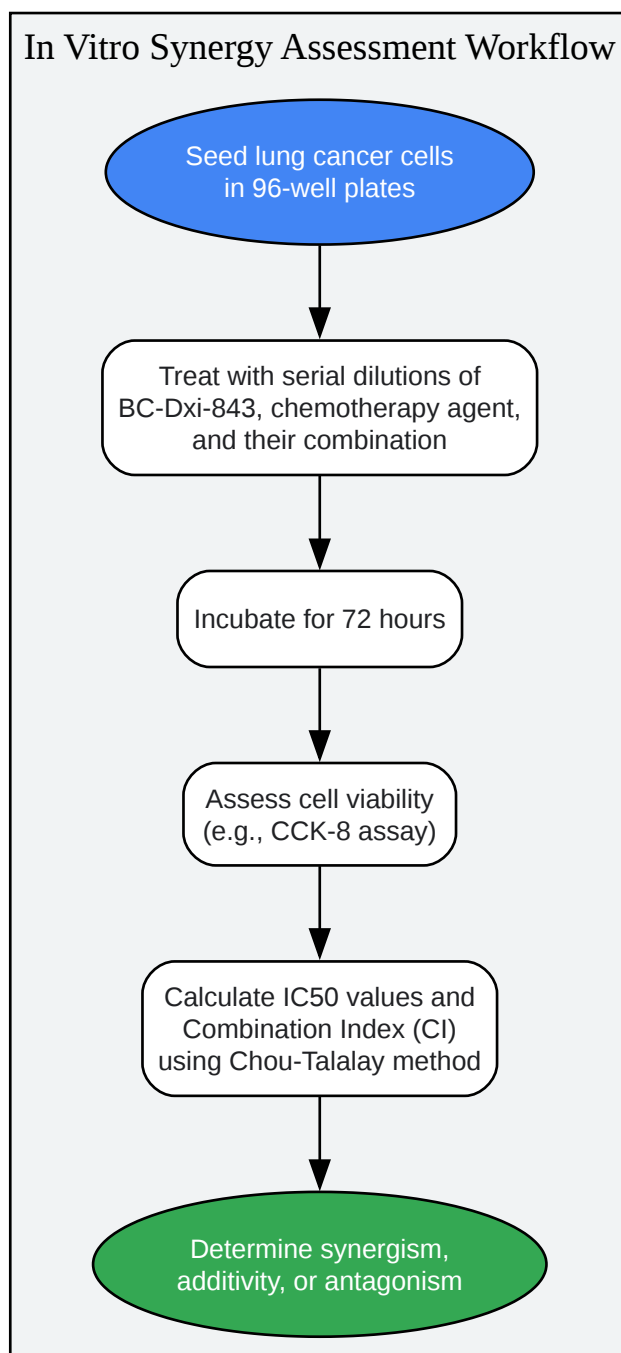 In Vitro Synergy Assessment Workflow
Seed lung cancer cells
in 96-well plates
Treat with serial dilutions of
BC-Dxi-843, chemotherapy agent,
and their combination
Incubate for 72 hours
Assess cell viability
(e.g., CCK-8 assay)
Calculate IC50 values and
Combination Index (CI)
using Chou-Talalay method
Determine synergism,
additivity, or antagonism